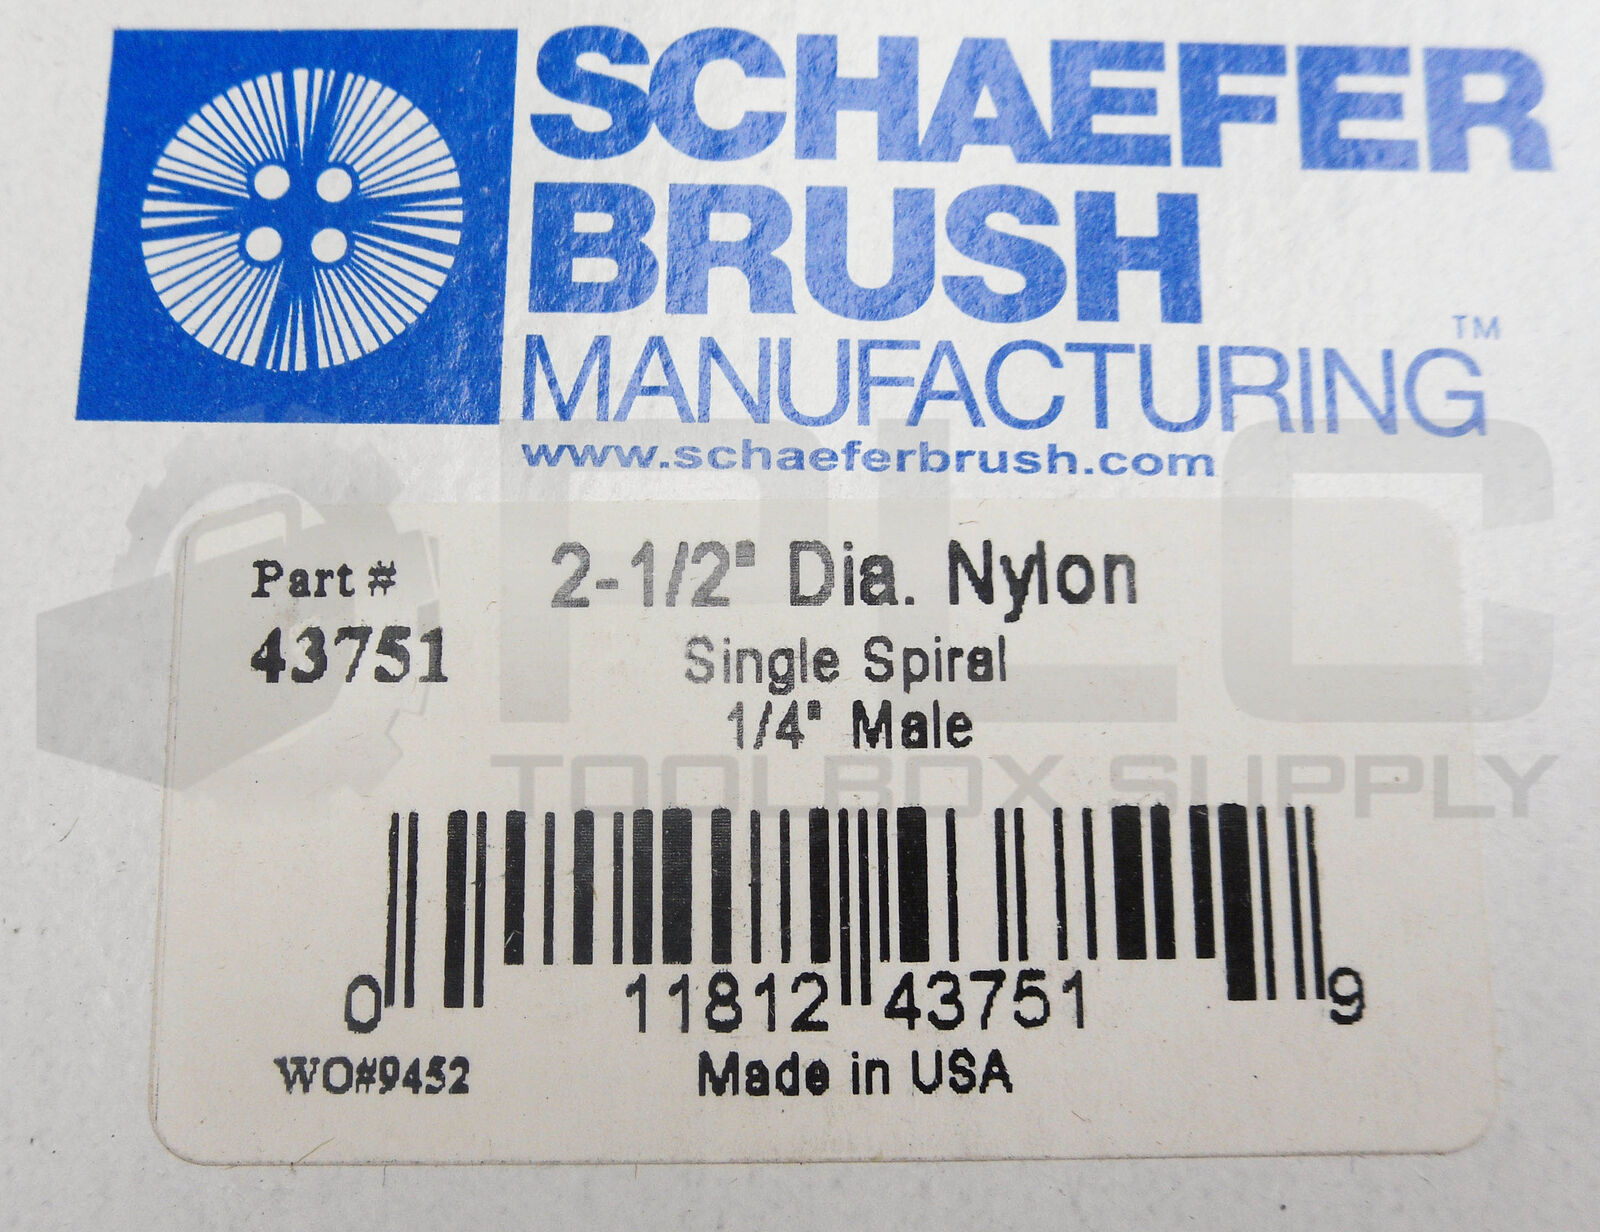 SCHAEFER
BRUSH
MANUFACTURING™
www.schaeferbrush.com
PLC
TOOLBOX SUPPLY
Part #
43751
2-1/2" Dia. Nylon
Single Spiral
1/4" Male
0 11812 43751 9
WO#9452
Made in USA